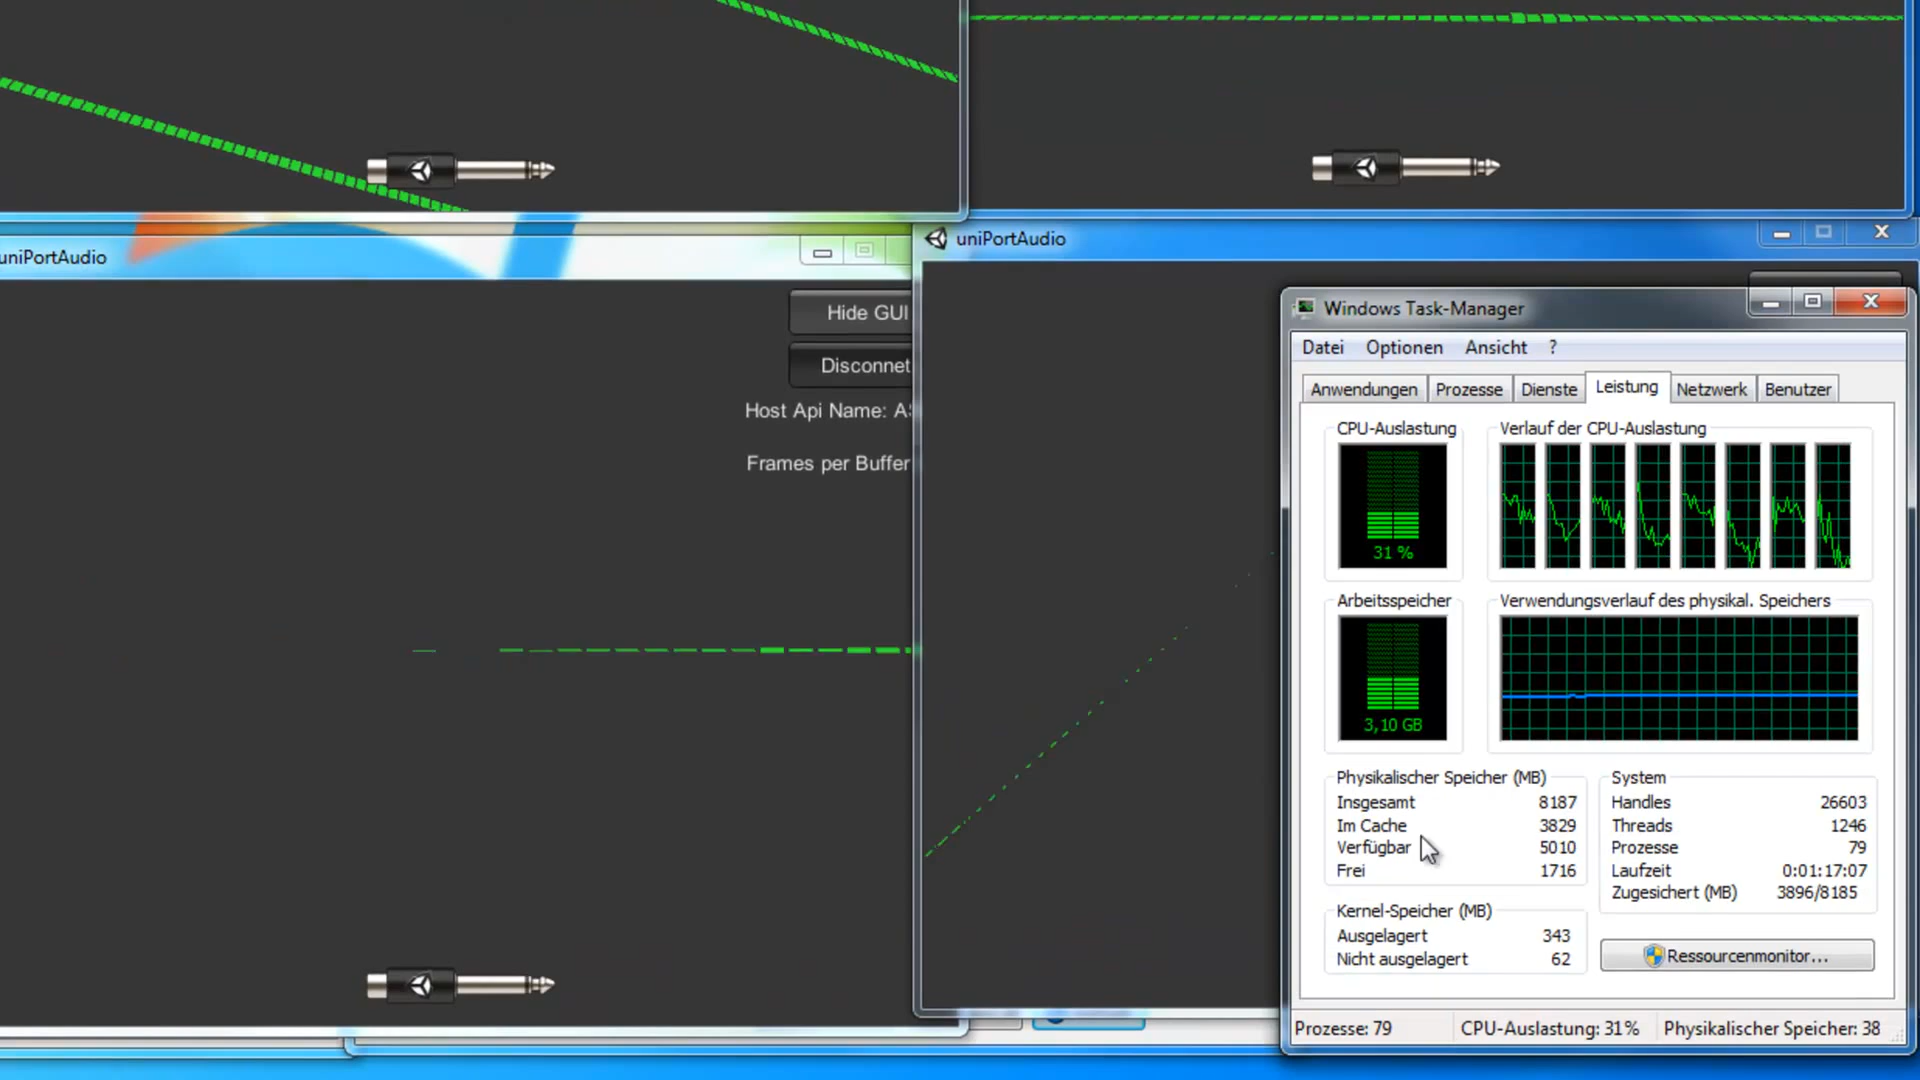 uniPortAudio
Hide GUI
Disconnet
Host Api Name: AS
Frames per Buffer
uniPortAudio
Windows Task-Manager
Datei Optionen Ansicht ?
Anwendungen Prozesse Dienste Leistung Netzwerk Benutzer
CPU-Auslastung
31 %
Verlauf der CPU-Auslastung
Arbeitsspeicher
3,10 GB
Verwendungsverlauf des physikal. Speichers
Physikalischer Speicher (MB)
Insgesamt 8187
Im Cache 3829
Verfügbar 5010
Frei 1716
System
Handles 26603
Threads 1246
Prozesse 79
Laufzeit 0:01:17:07
Zugesichert (MB) 3896/8185
Kernel-Speicher (MB)
Ausgelagert 343
Nicht ausgelagert 62
Ressourcenmonitor...
Prozesse: 79 CPU-Auslastung: 31% Physikalischer Speicher: 38